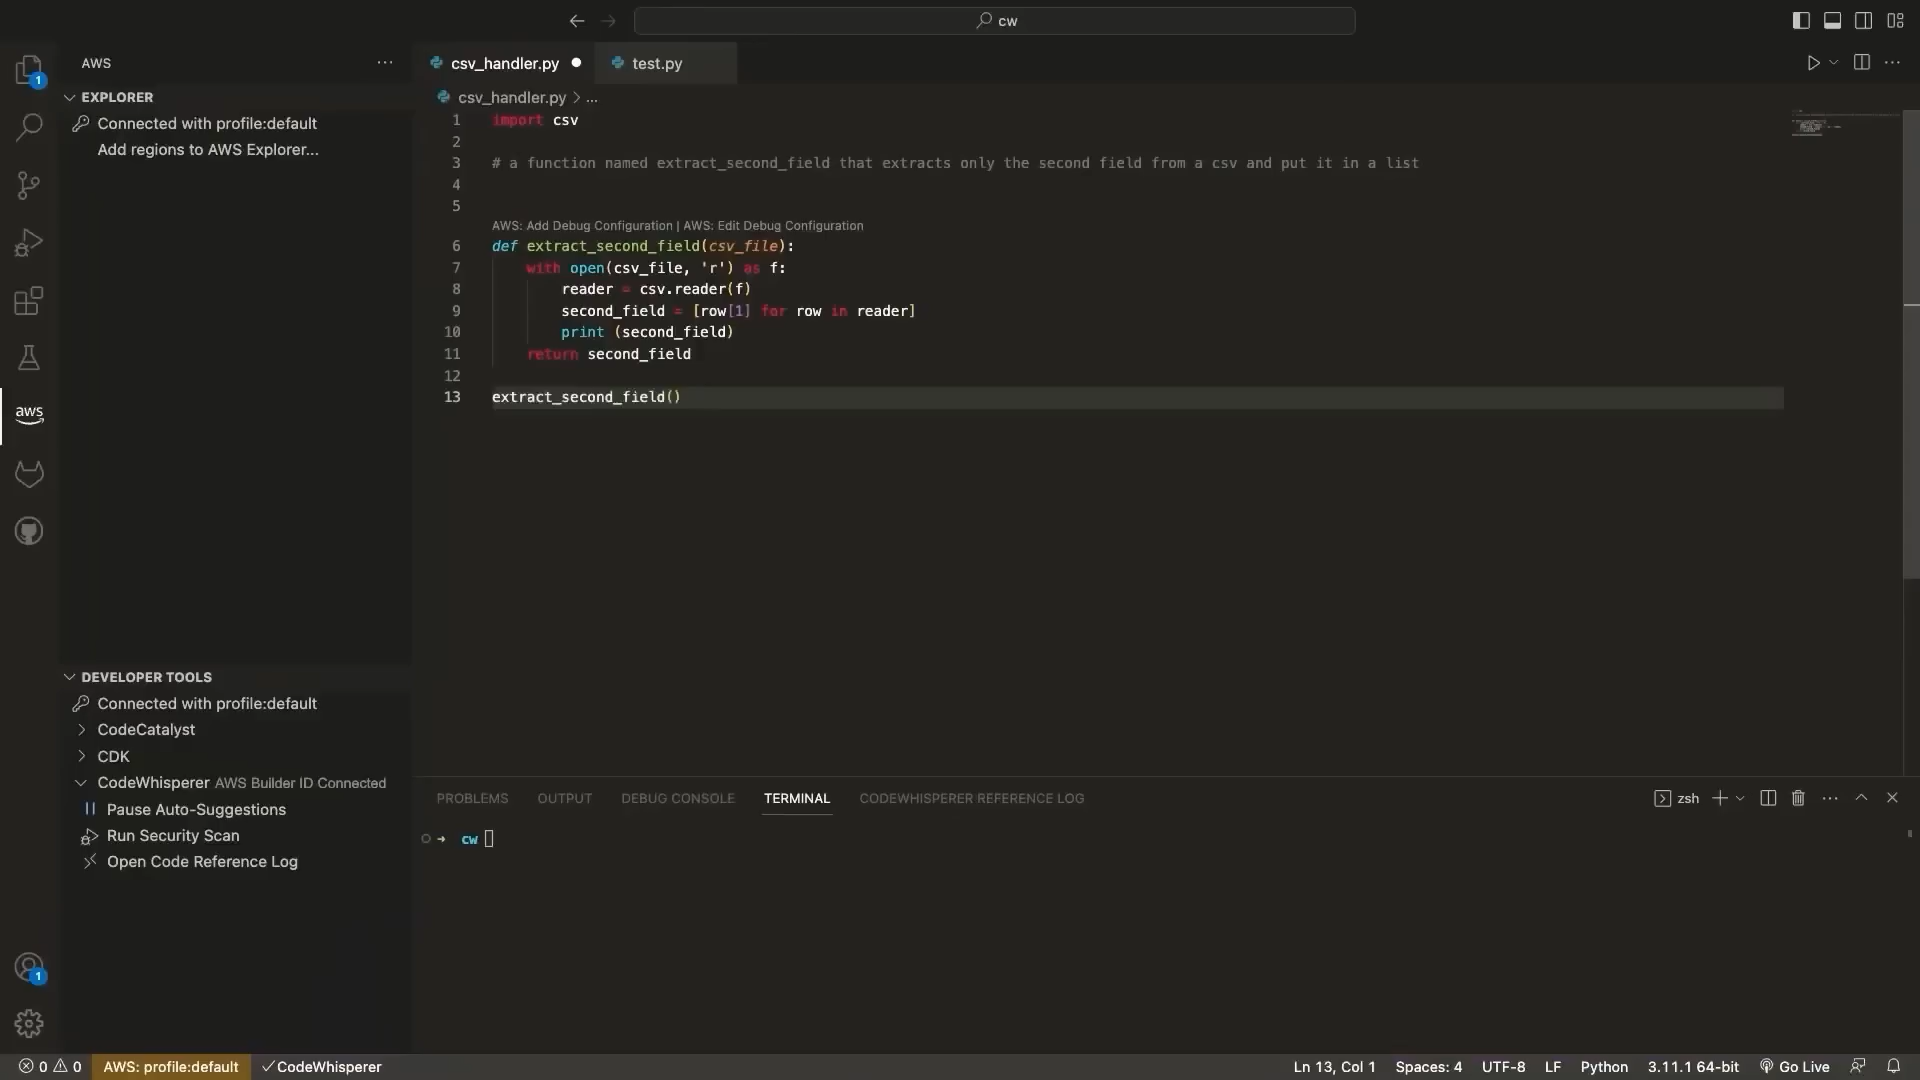 cw
AWS
EXPLORER
Connected with profile:default
Add regions to AWS Explorer...
1
aws
DEVELOPER TOOLS
Connected with profile:default
CodeCatalyst
CDK
CodeWhisperer AWS Builder ID Connected
Pause Auto-Suggestions
Run Security Scan
Open Code Reference Log
1
csv_handler.py
test.py
csv_handler.py > ...
1 import csv
2
3 # a function named extract_second_field that extracts only the second field from a csv and put it in a list
4
5
AWS: Add Debug Configuration | AWS: Edit Debug Configuration
6 def extract_second_field(csv_file):
7     with open(csv_file, 'r') as f:
8         reader = csv.reader(f)
9         second_field = [row[1] for row in reader]
10         print (second_field)
11     return second_field
12
13 extract_second_field()
PROBLEMS OUTPUT DEBUG CONSOLE TERMINAL CODEWHISPERER REFERENCE LOG
zsh
→ cw
0 0 AWS: profile:default ✓CodeWhisperer Ln 13, Col 1 Spaces: 4 UTF-8 LF Python 3.11.1 64-bit Go Live